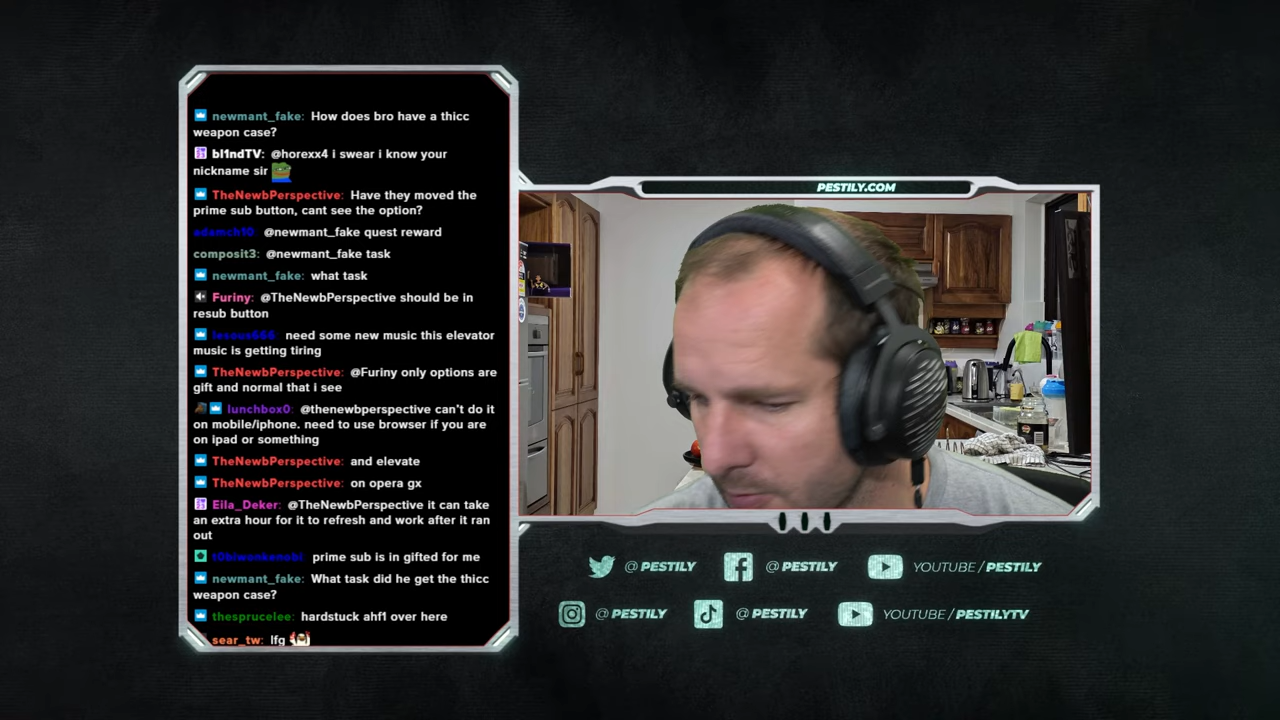 newmant_fake: How does bro have a thicc
weapon case?
bl1ndTV: @horexx4 i swear i know your
nickname sir
TheNewbPerspective: Have they moved the
prime sub button, cant see the option?
adamch10 @newmant_fake quest reward
composit3: @newmant_fake task
newmant_fake: what task
Furiny: @TheNewbPerspective should be in
resub button
need some new music this elevator
music is getting tiring
TheNewbPerspective: @Furiny only options are
gift and normal that i see
lunchbox0: @thenewbperspective can't do it
on mobile/iphone. need to use browser if you are
on ipad or something
TheNewbPerspective: and elevate
TheNewbPerspective: on opera gx
Eila_Deker: @TheNewbPerspective it can take
an extra hour for it to refresh and work after it ran
out
t0biwankenobi prime sub is in gifted for me
newmant_fake: What task did he get the thicc
weapon case?
thesprucelee: hardstuck ahf1 over here
sear_tw: lfg
PESTILY.COM
@PESTILY
@PESTILY
YOUTUBE/PESTILY
@PESTILY
@PESTILY
YOUTUBE/PESTILYTV